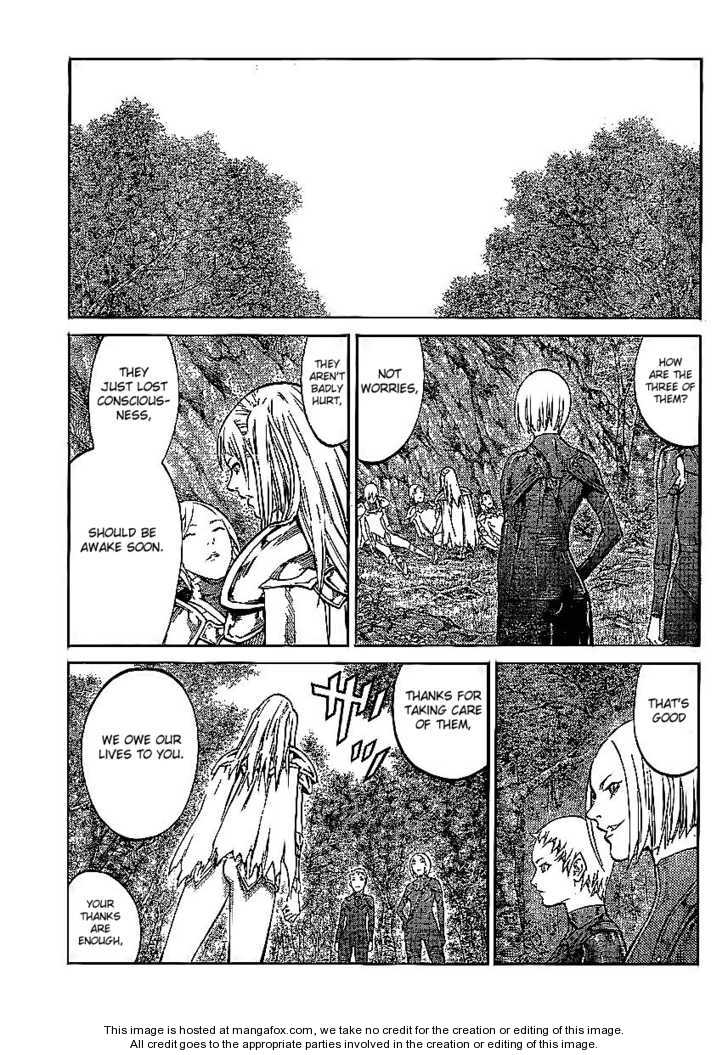 HOW
ARE THE
THREE OF
THEM?
NOT
WORRIES,
THEY
AREN'T
BADLY
HURT,
THEY
JUST LOST
CONSCIOUS-
NESS,
SHOULD BE
AWAKE SOON.
THAT'S
GOOD
THANKS FOR
TAKING CARE
OF THEM,
ザッ
WE OWE OUR
LIVES TO YOU.
YOUR
THANKS
ARE
ENOUGH,
This image is hosted at mangafox.com, we take no credit for the creation or editing of this image.
All credit goes to the appropriate parties involved in the creation or editing of this image.